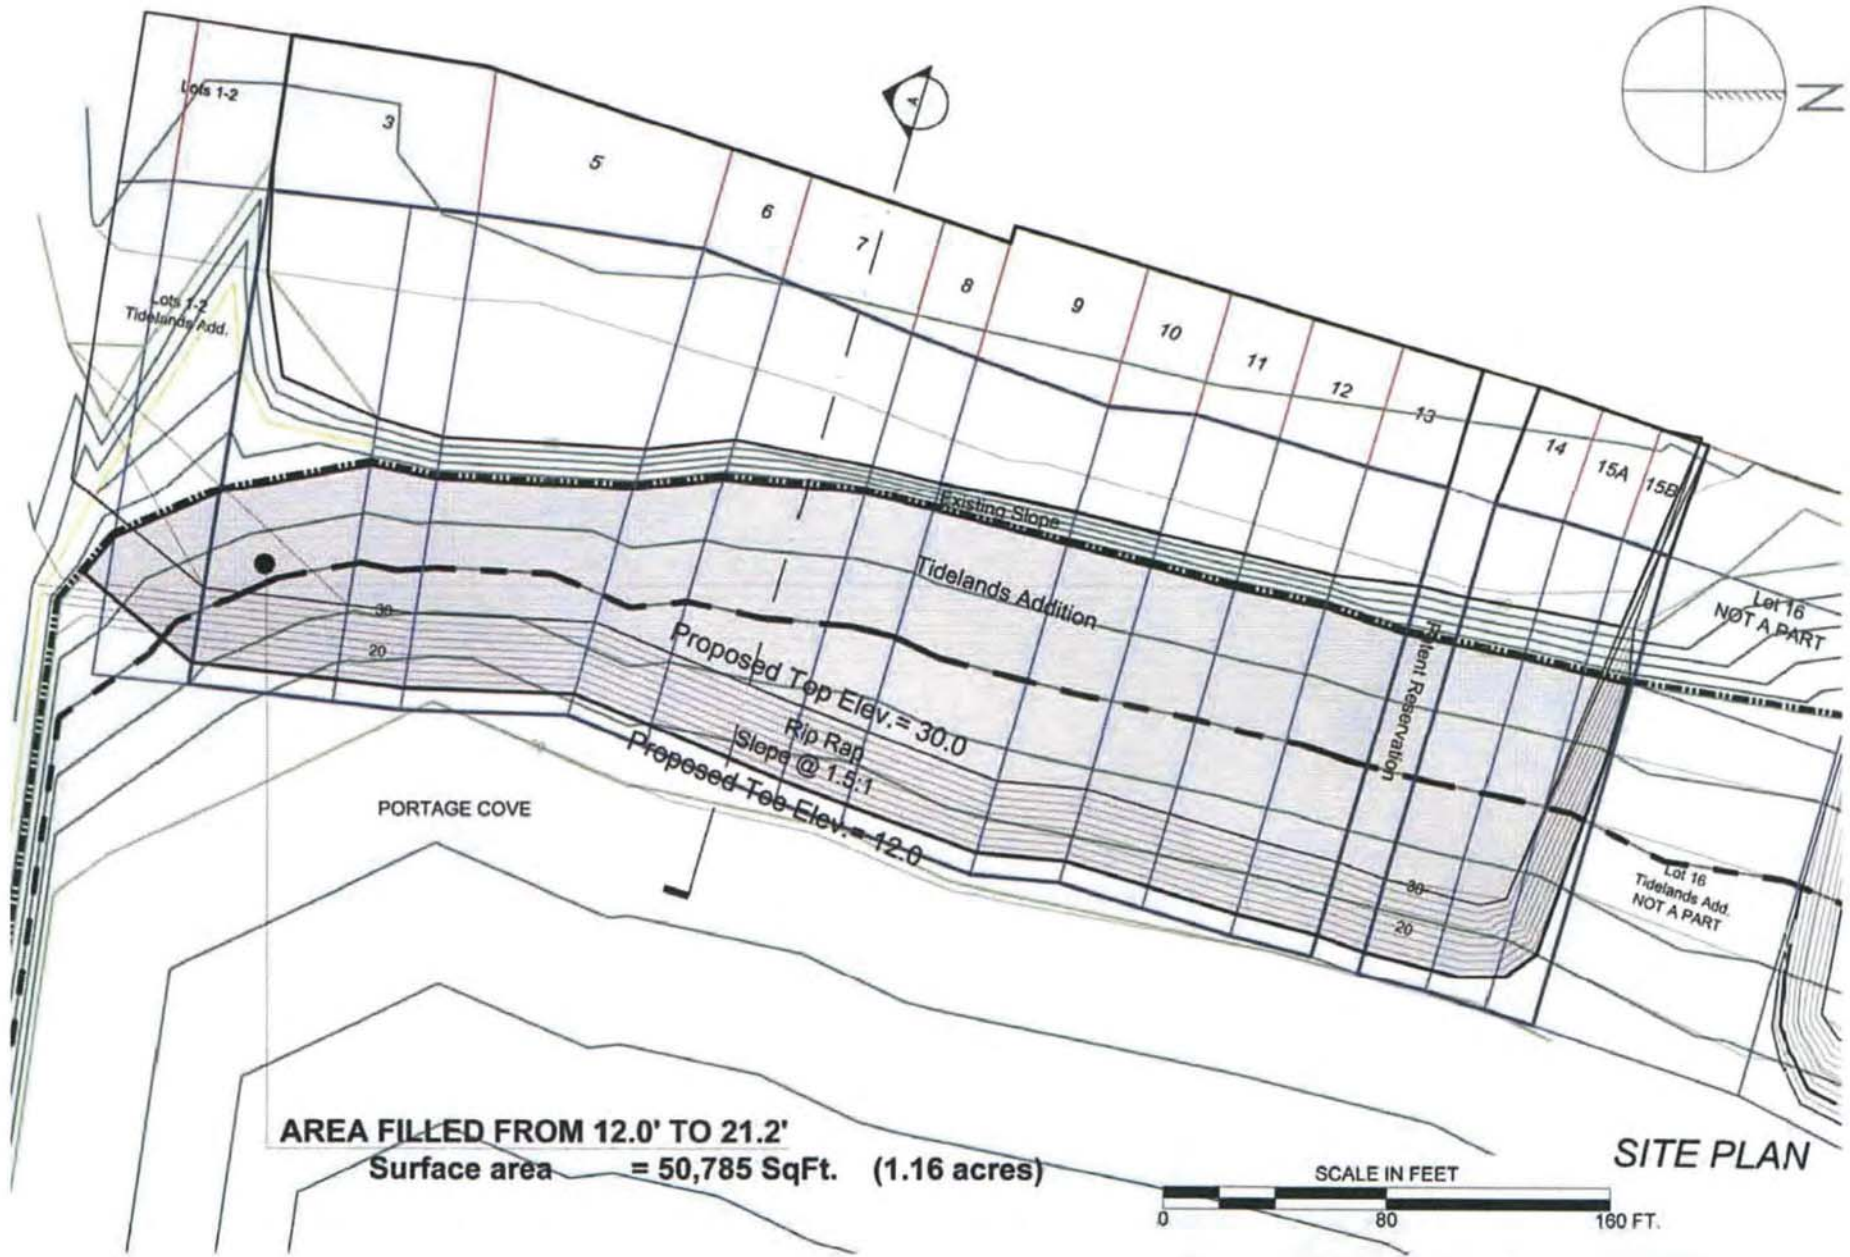 N
A
Lots 1-2
3
5
6
7
8
9
10
11
12
13
14
15A
15B
Lots 1-2
Tidelands Add.
Existing Slope
Tidelands Addition
Lot 16
NOT A PART
30
20
Proposed Top Elev.= 30.0
Rip Rap
Slope @ 1.5:1
Proposed Toe Elev.= 12.0
Reservation
PORTAGE COVE
30
20
Lot 16
Tidelands Add.
NOT A PART
AREA FILLED FROM 12.0' TO 21.2'
Surface area = 50,785 SqFt. (1.16 acres)
SITE PLAN
SCALE IN FEET
0 80 160 FT.